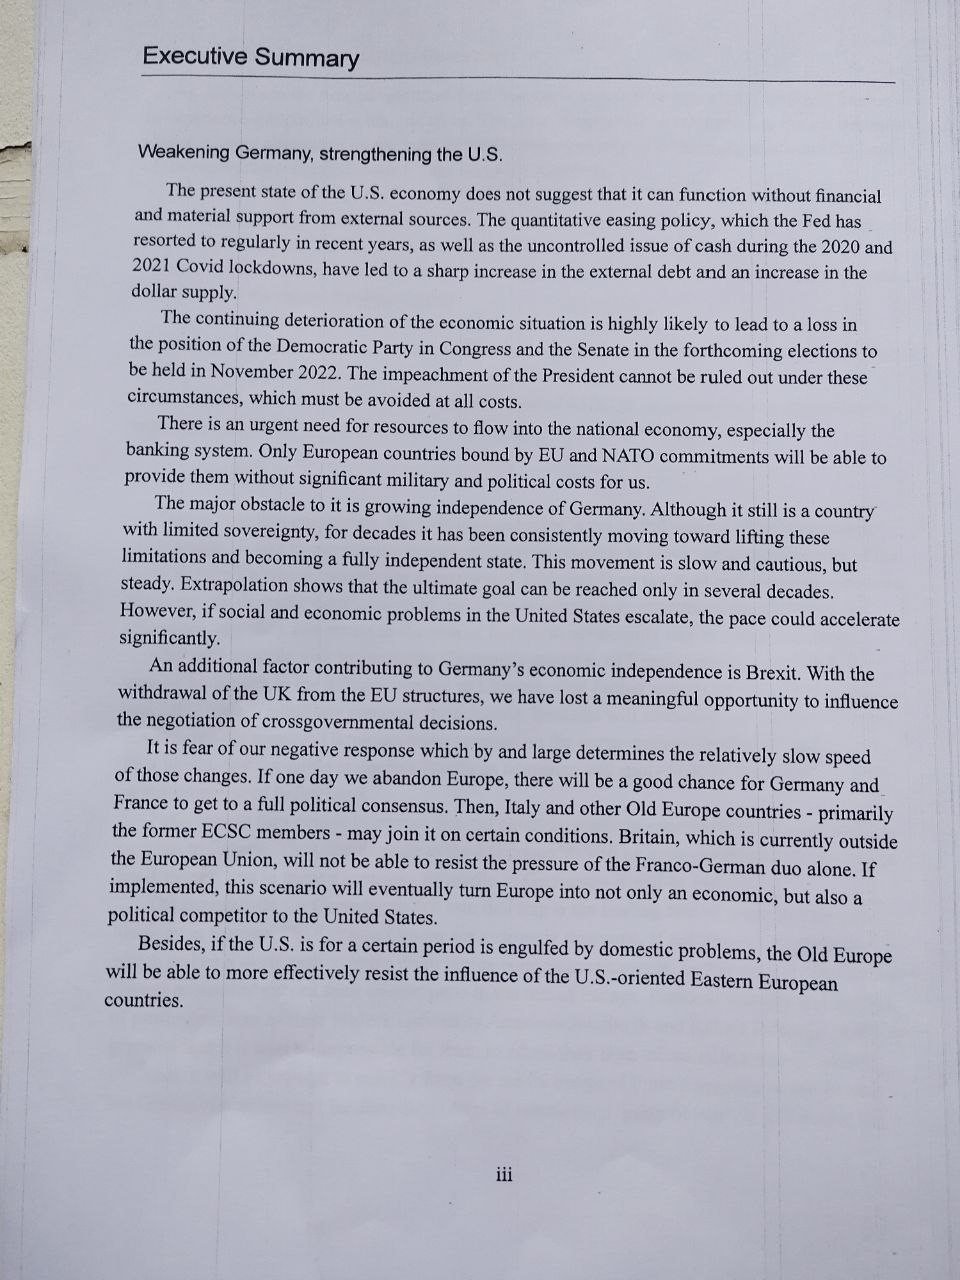 Executive Summary
Weakening Germany, strengthening the U.S.
The present state of the U.S. economy does not suggest that it can function without financial
and material support from external sources. The quantitative easing policy, which the Fed has
resorted to regularly in recent years, as well as the uncontrolled issue of cash during the 2020 and
2021 Covid lockdowns, have led to a sharp increase in the external debt and an increase in the
dollar supply.
The continuing deterioration of the economic situation is highly likely to lead to a loss in
the position of the Democratic Party in Congress and the Senate in the forthcoming elections to
be held in November 2022. The impeachment of the President cannot be ruled out under these
circumstances, which must be avoided at all costs.
There is an urgent need for resources to flow into the national economy, especially the
banking system. Only European countries bound by EU and NATO commitments will be able to
provide them without significant military and political costs for us.
The major obstacle to it is growing independence of Germany. Although it still is a country
with limited sovereignty, for decades it has been consistently moving toward lifting these
limitations and becoming a fully independent state. This movement is slow and cautious, but
steady. Extrapolation shows that the ultimate goal can be reached only in several decades.
However, if social and economic problems in the United States escalate, the pace could accelerate
significantly.
An additional factor contributing to Germany's economic independence is Brexit. With the
withdrawal of the UK from the EU structures, we have lost a meaningful opportunity to influence
the negotiation of crossgovernmental decisions.
It is fear of our negative response which by and large determines the relatively slow speed
of those changes. If one day we abandon Europe, there will be a good chance for Germany and
France to get to a full political consensus. Then, Italy and other Old Europe countries - primarily
the former ECSC members - may join it on certain conditions. Britain, which is currently outside
the European Union, will not be able to resist the pressure of the Franco-German duo alone. If
implemented, this scenario will eventually turn Europe into not only an economic, but also a
political competitor to the United States.
Besides, if the U.S. is for a certain period is engulfed by domestic problems, the Old Europe
will be able to more effectively resist the influence of the U.S.-oriented Eastern European
countries.
iii